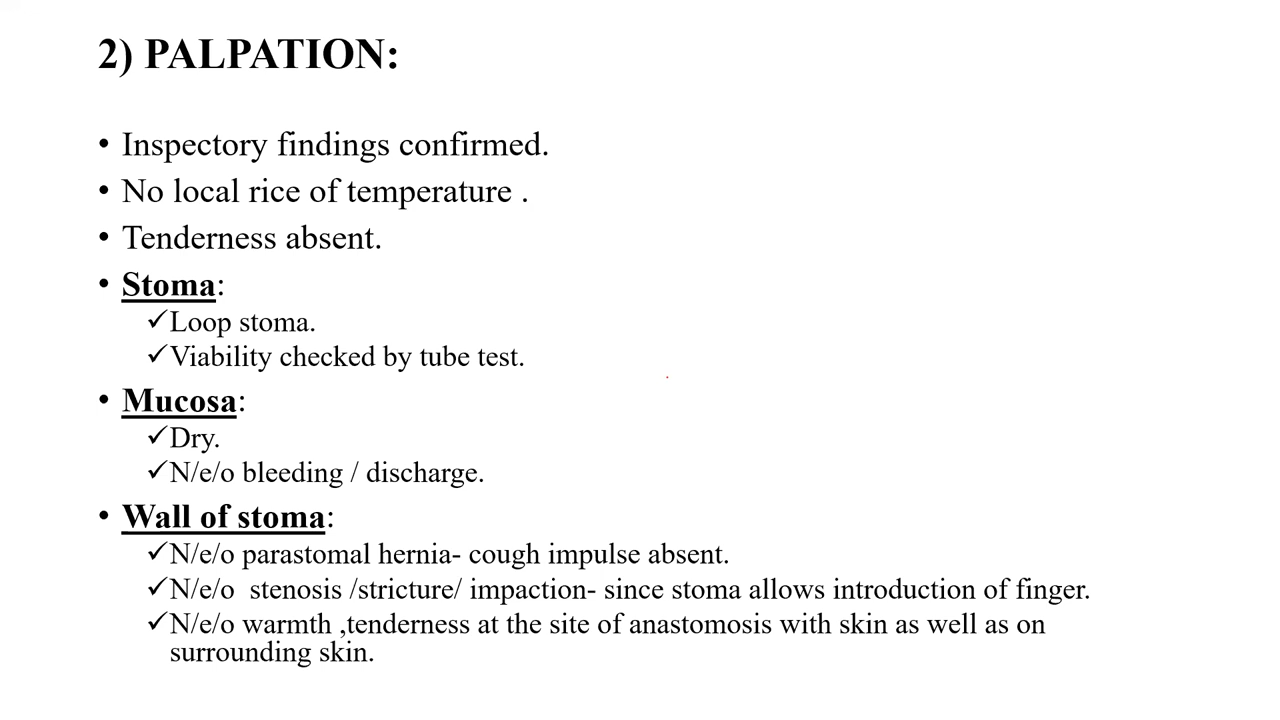 2) PALPATION:
• Inspectory findings confirmed.
• No local rice of temperature .
• Tenderness absent.
• Stoma:
✓Loop stoma.
✓Viability checked by tube test.
• Mucosa:
✓Dry.
✓N/e/o bleeding / discharge.
• Wall of stoma:
✓N/e/o parastomal hernia- cough impulse absent.
✓N/e/o  stenosis /stricture/ impaction- since stoma allows introduction of finger.
✓N/e/o warmth ,tenderness at the site of anastomosis with skin as well as on
surrounding skin.